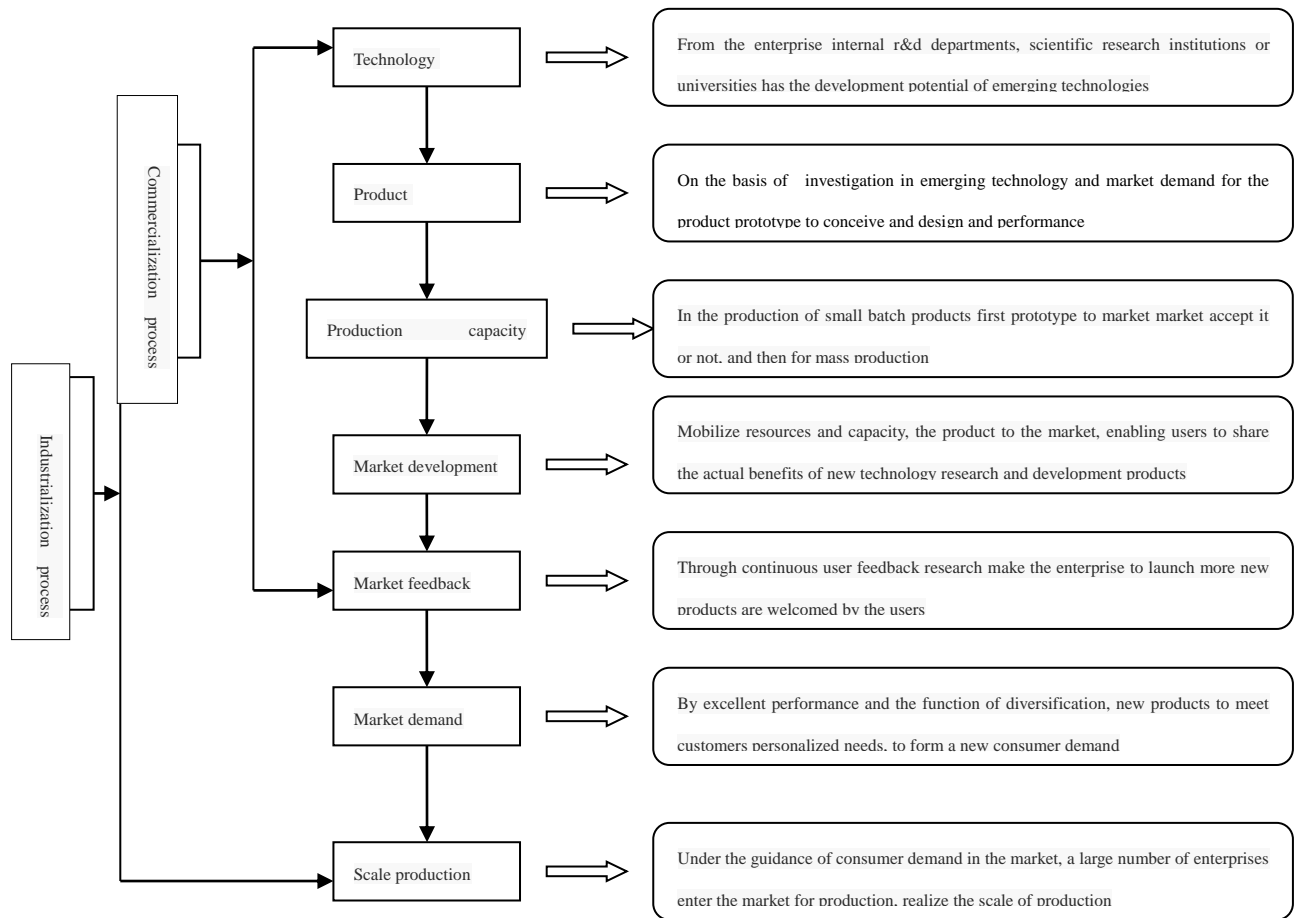 Technology
From the enterprise internal r&d departments, scientific research institutions or
universities has the development potential of emerging technologies
Commercialization process
Product
On the basis of investigation in emerging technology and market demand for the
product prototype to conceive and design and performance
Production capacity
In the production of small batch products first prototype to market market accept it
or not, and then for mass production
Industrialization process
Market development
Mobilize resources and capacity, the product to the market, enabling users to share
the actual benefits of new technology research and development products
Market feedback
Through continuous user feedback research make the enterprise to launch more new
products are welcomed by the users
Market demand
By excellent performance and the function of diversification, new products to meet
customers personalized needs, to form a new consumer demand
Scale production
Under the guidance of consumer demand in the market, a large number of enterprises
enter the market for production, realize the scale of production